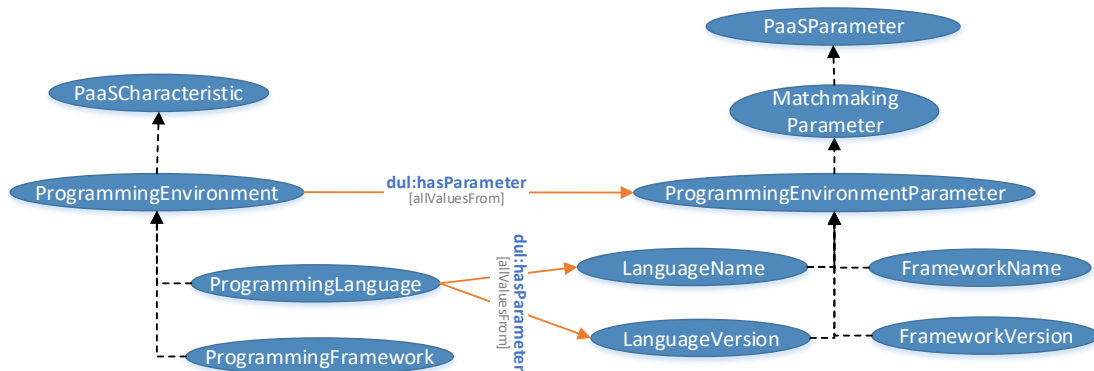 PaaSParameter
PaaSCharacteristic
Matchmaking
Parameter
ProgrammingEnvironment
dul:hasParameter
[allValuesFrom]
ProgrammingEnvironmentParameter
ProgrammingLanguage
dul:hasParameter
[allValuesFrom]
LanguageName
FrameworkName
LanguageVersion
FrameworkVersion
ProgrammingFramework